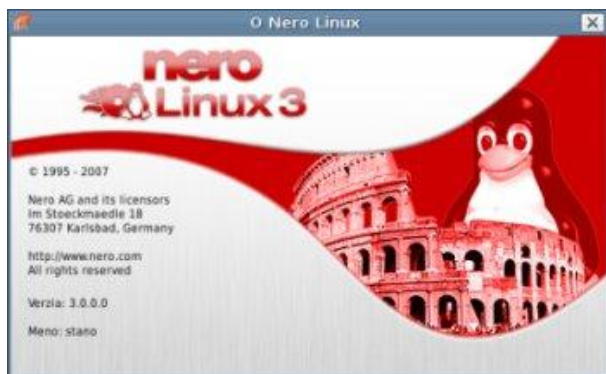 O Nero Linux
nero
Linux 3
© 1995 - 2007
Nero AG and its licensors
Im Stoeckmaedle 18
76307 Karlsbad, Germany
http://www.nero.com
All rights reserved
Verzia: 3.0.0.0
Meno: stano